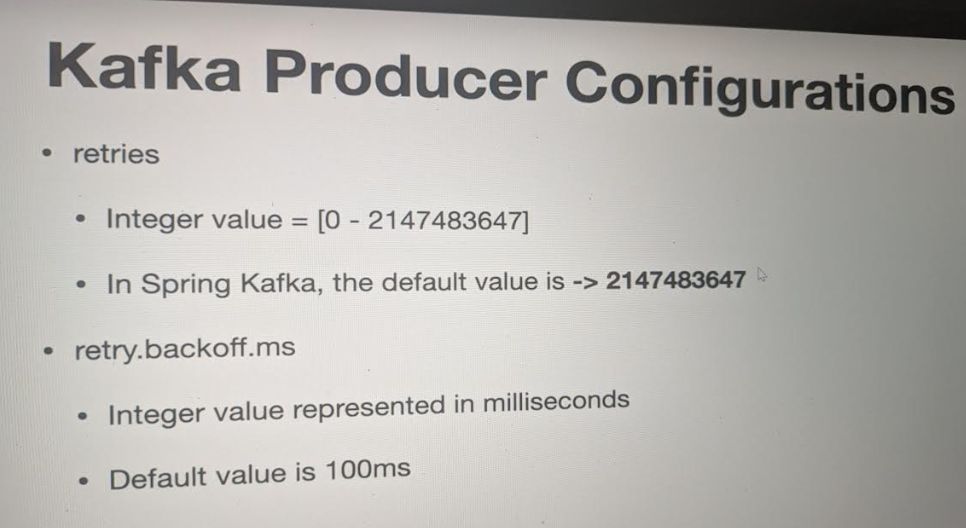 Kafka Producer Configurations
• retries
• Integer value = [0 - 2147483647]
• In Spring Kafka, the default value is -> 2147483647
• retry.backoff.ms
• Integer value represented in milliseconds
• Default value is 100ms